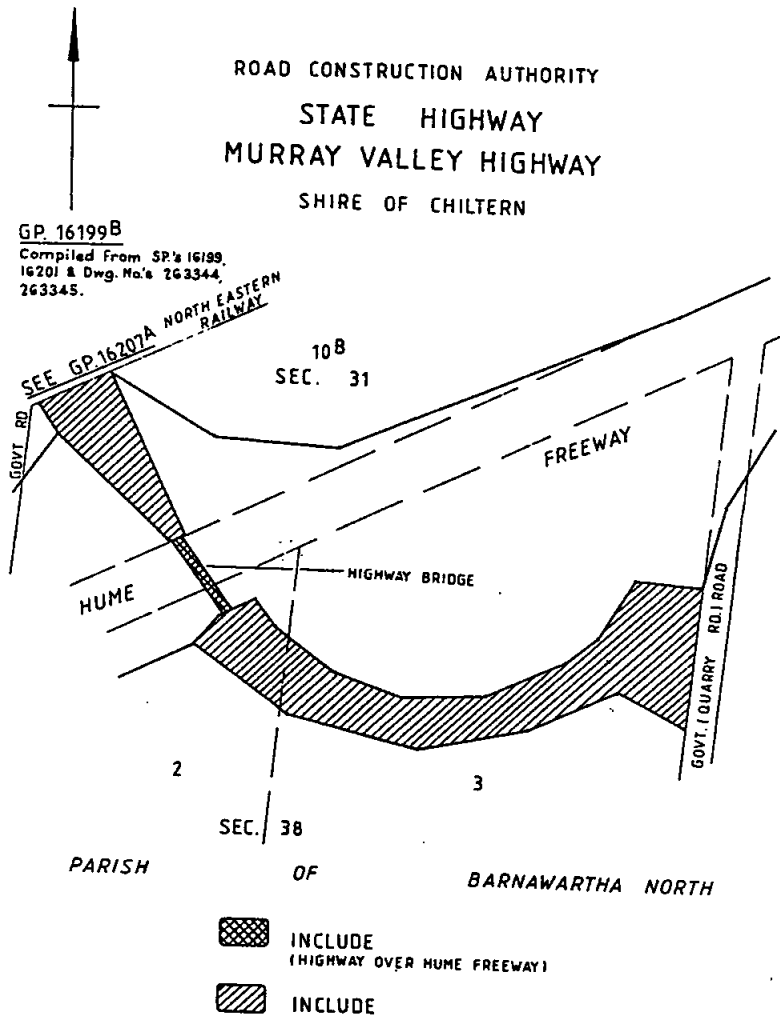 ROAD CONSTRUCTION AUTHORITY
STATE HIGHWAY
MURRAY VALLEY HIGHWAY
SHIRE OF CHILTERN
GP. 16199B
Compiled From SP.'s 16199,
16201 & Dwg. No.'s 263344,
263345.
SEE GP. 16207A
NORTH EASTERN
RAILWAY
10B
SEC. 31
GOVT RD
FREEWAY
HUME
HIGHWAY BRIDGE
GOVT. (QUARRY RD.) ROAD
2
3
SEC. 38
PARISH OF BARNAWARTHA NORTH
INCLUDE
(HIGHWAY OVER HUME FREEWAY)
INCLUDE